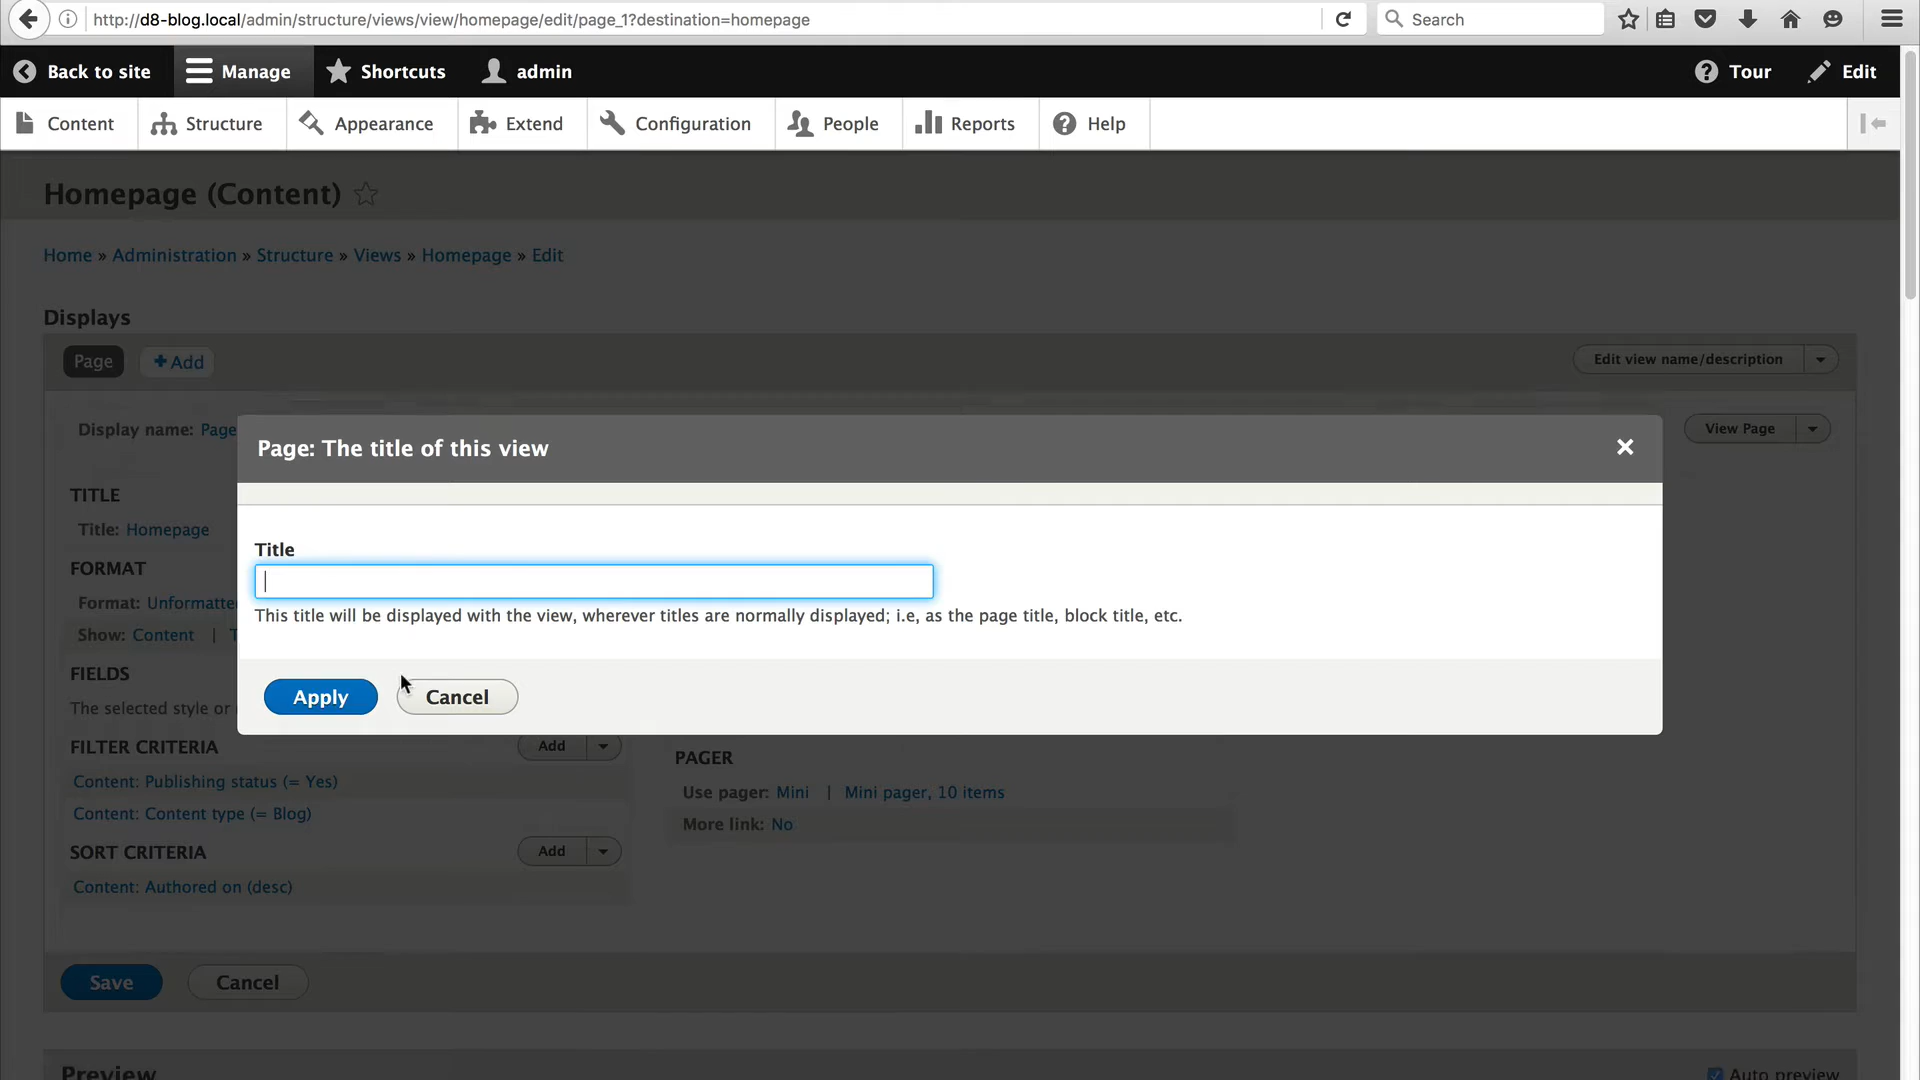 http://d8-blog.local/admin/structure/views/view/homepage/edit/page_1?destination=homepage
Search
Back to site
Manage
Shortcuts
admin
Tour
Edit
Content
Structure
Appearance
Extend
Configuration
People
Reports
Help
Homepage (Content)
Home » Administration » Structure » Views » Homepage » Edit
Displays
Page
+ Add
Edit view name/description
Display name: Page
View Page
Page: The title of this view
TITLE
Title: Homepage
Title
FORMAT
Format: Unformatte
This title will be displayed with the view, wherever titles are normally displayed; i.e, as the page title, block title, etc.
Show: Content |
FIELDS
The selected style or
Apply
Cancel
FILTER CRITERIA
Add
Content: Publishing status (= Yes)
Content: Content type (= Blog)
SORT CRITERIA
Add
Content: Authored on (desc)
PAGER
Use pager: Mini | Mini pager, 10 items
More link: No
Save
Cancel
Preview
Auto preview